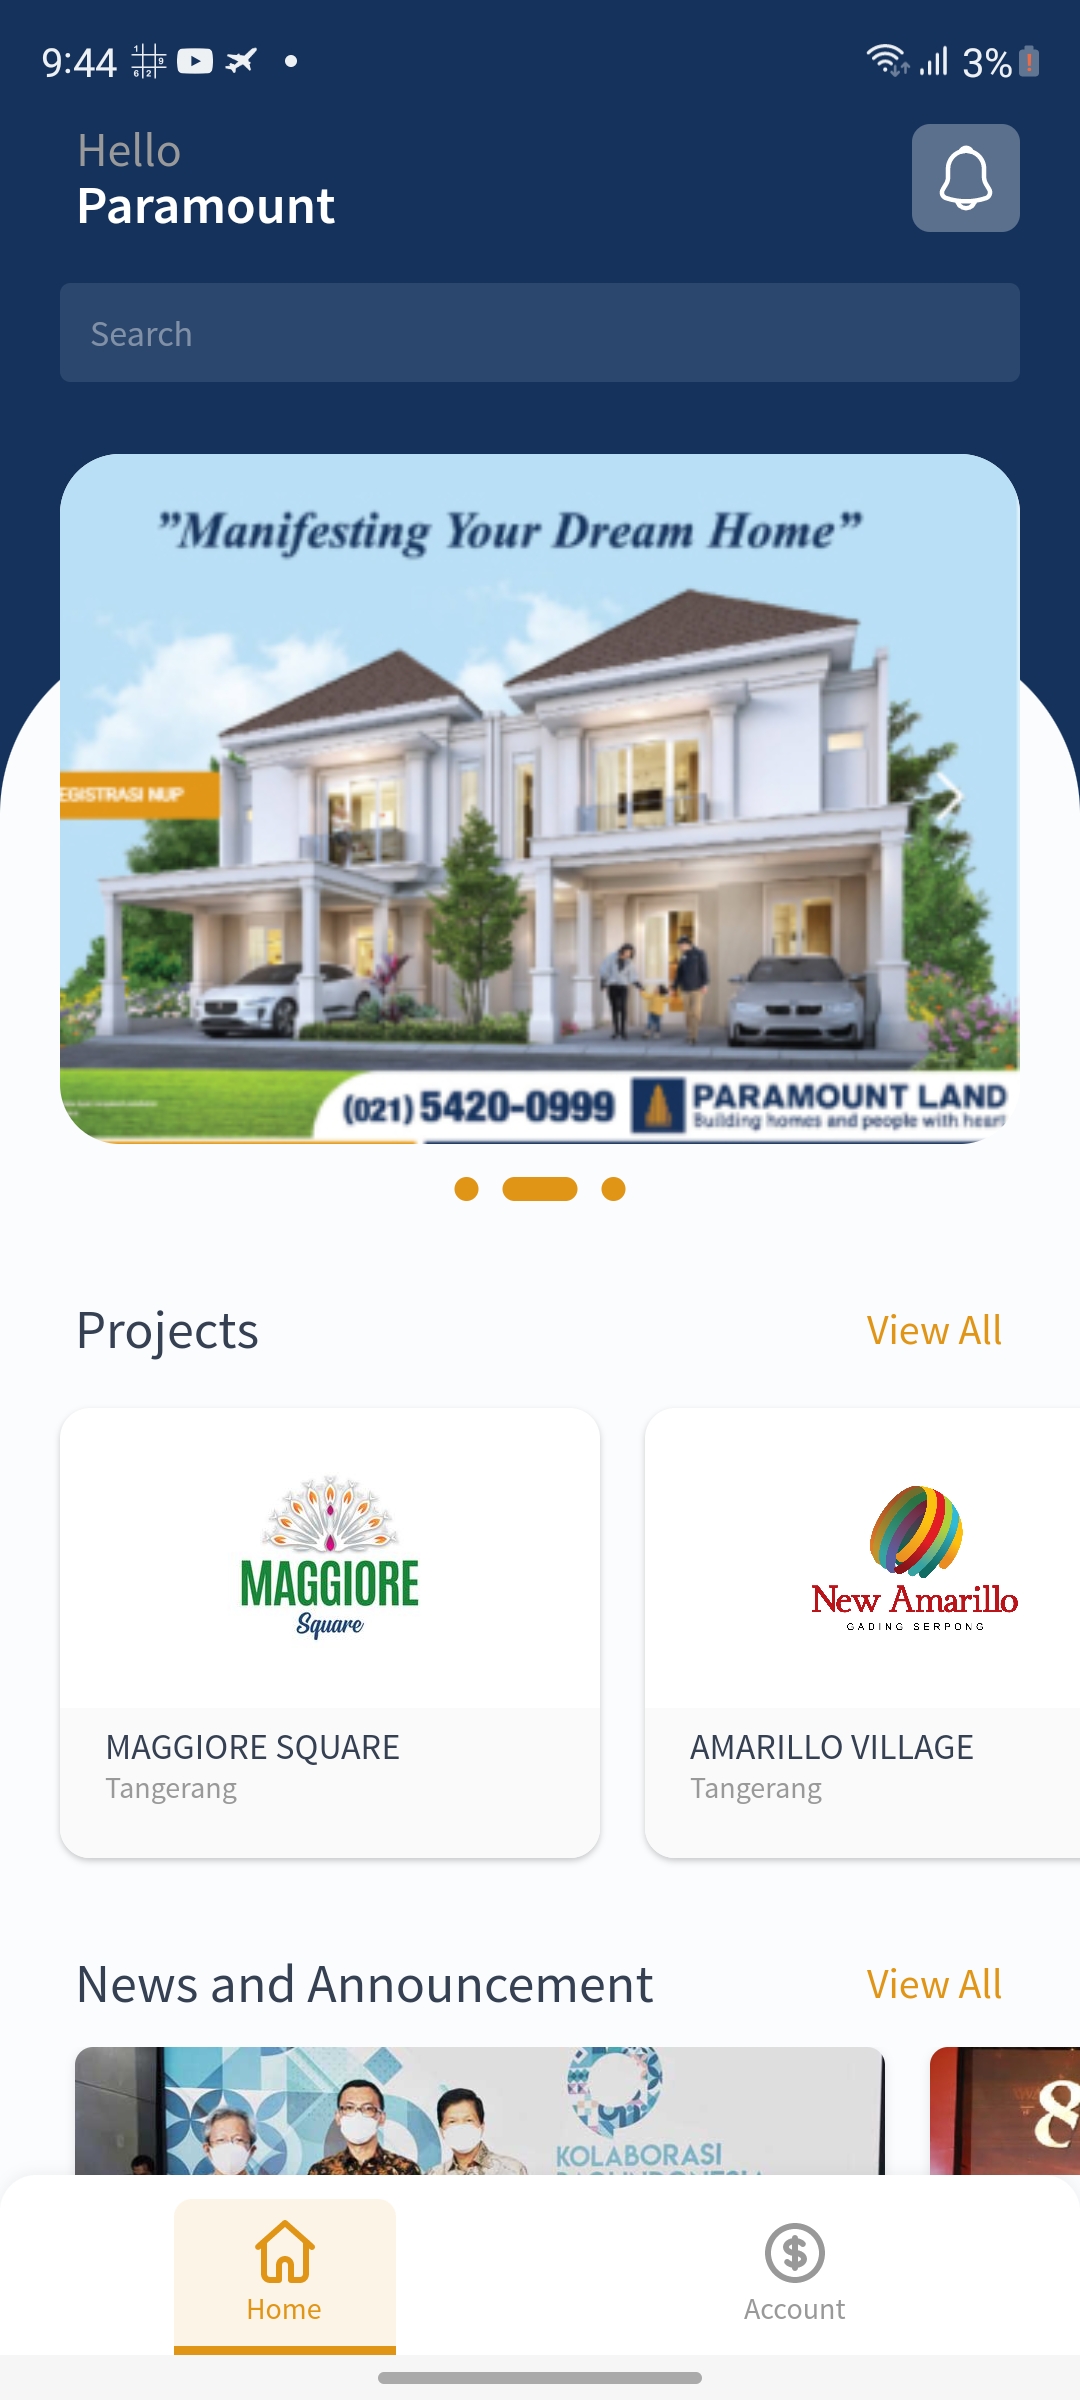 9:44
3%
Hello
Paramount
Search
”Manifesting Your Dream Home”
EGISTRASI NUP
(021) 5420-0999
PARAMOUNT LAND
Building homes and people with heart
Projects
View All
MAGGIORE
Square
New Amarillo
GADING SERPONG
MAGGIORE SQUARE
Tangerang
AMARILLO VILLAGE
Tangerang
News and Announcement
View All
KOLABORASI
8
Home
Account